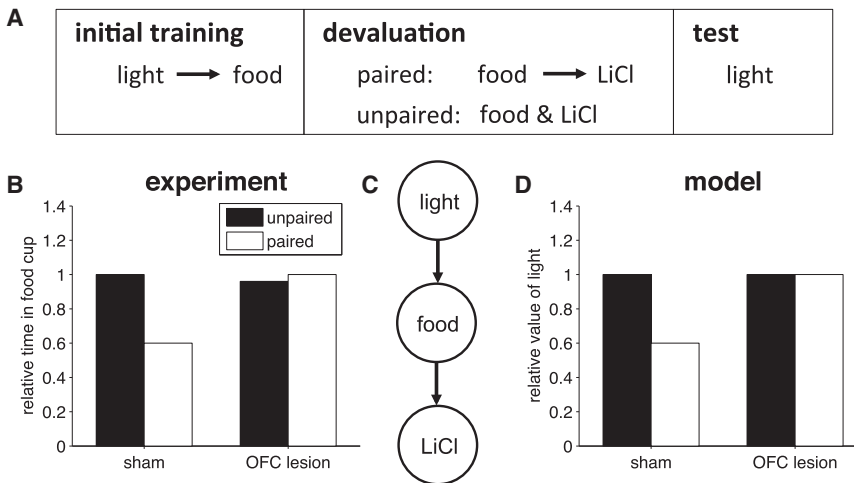 A
initial training
light → food
devaluation
paired: food → LiCl
unpaired: food & LiCl
test
light
B
experiment
unpaired
paired
relative time in food cup
1.4
1.2
1
0.8
0.6
0.4
0.2
0
sham
OFC lesion
C
light
food
LiCl
D
model
relative value of light
1.4
1.2
1
0.8
0.6
0.4
0.2
0
sham
OFC lesion